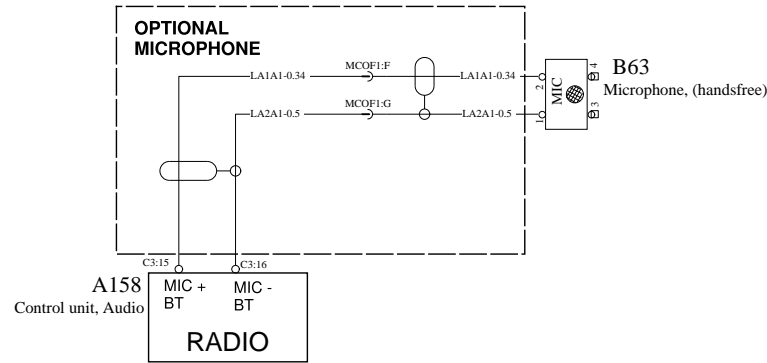 OPTIONAL
MICROPHONE
MCOF1:F
LA1A1-0.34
LA1A1-0.34
MCOF1:G
LA2A1-0.5
LA2A1-0.5
2
1
MIC
4
3
B63
Microphone, (handsfree)
C3:15
C3:16
A158
Control unit, Audio
MIC +
BT
MIC -
BT
RADIO